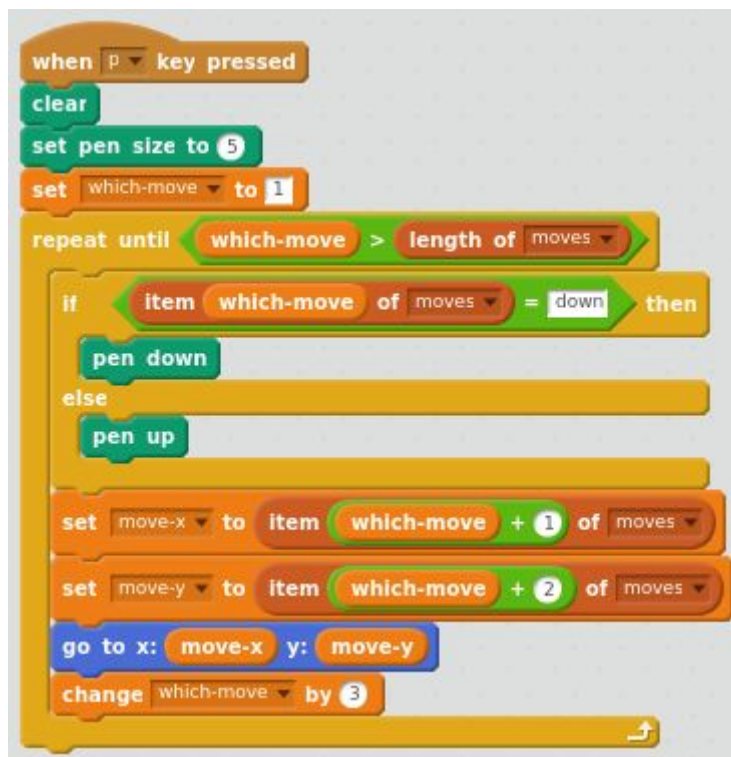 when p key pressed
clear
set pen size to 5
set which-move to 1
repeat until which-move > length of moves
if item which-move of moves = down then
pen down
else
pen up
set move-x to item which-move + 1 of moves
set move-y to item which-move + 2 of moves
go to x: move-x y: move-y
change which-move by 3